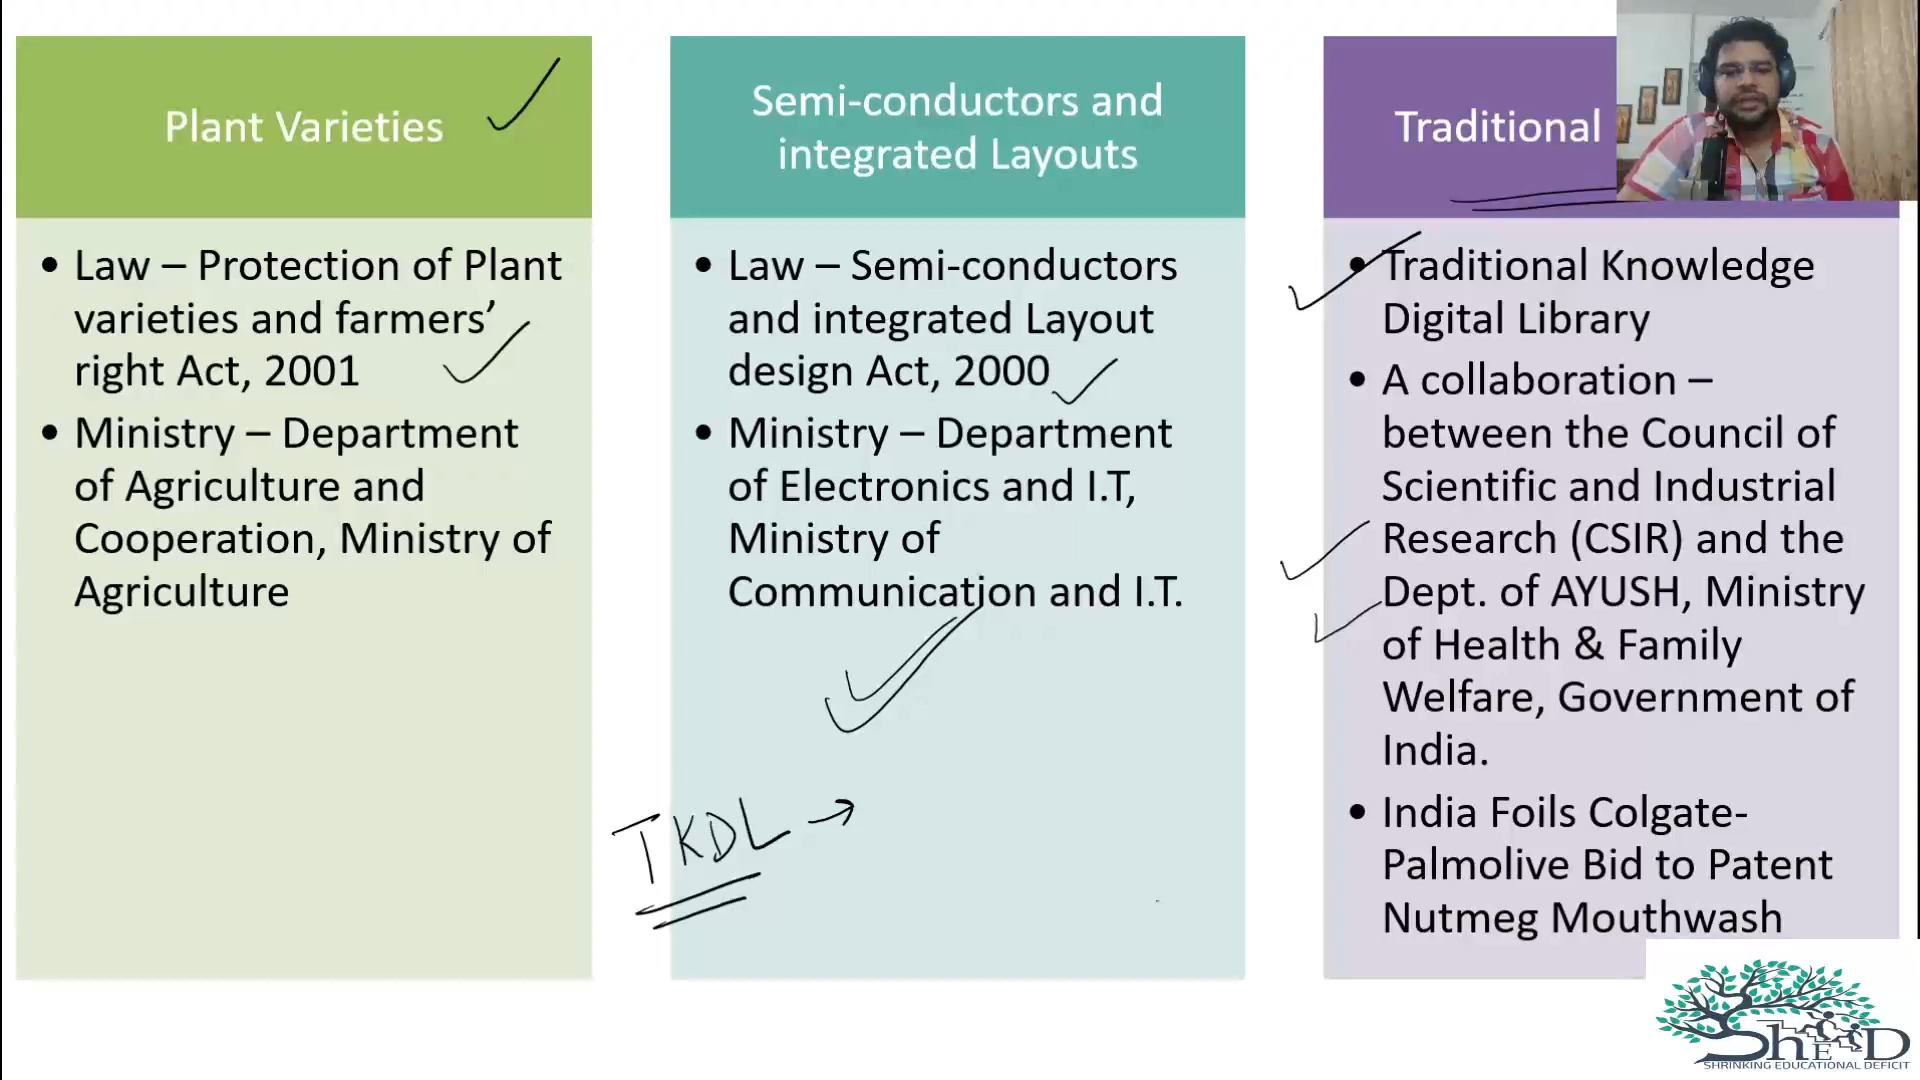 Plant Varieties
• Law – Protection of Plant
varieties and farmers’
right Act, 2001
• Ministry – Department
of Agriculture and
Cooperation, Ministry of
Agriculture
Semi-conductors and
integrated Layouts
• Law – Semi-conductors
and integrated Layout
design Act, 2000
• Ministry – Department
of Electronics and I.T,
Ministry of
Communication and I.T.
TKDL →
Traditional
• Traditional Knowledge
Digital Library
• A collaboration –
between the Council of
Scientific and Industrial
Research (CSIR) and the
Dept. of AYUSH, Ministry
of Health & Family
Welfare, Government of
India.
• India Foils Colgate-
Palmolive Bid to Patent
Nutmeg Mouthwash
ShED
SHRINKING EDUCATIONAL DEFICIT